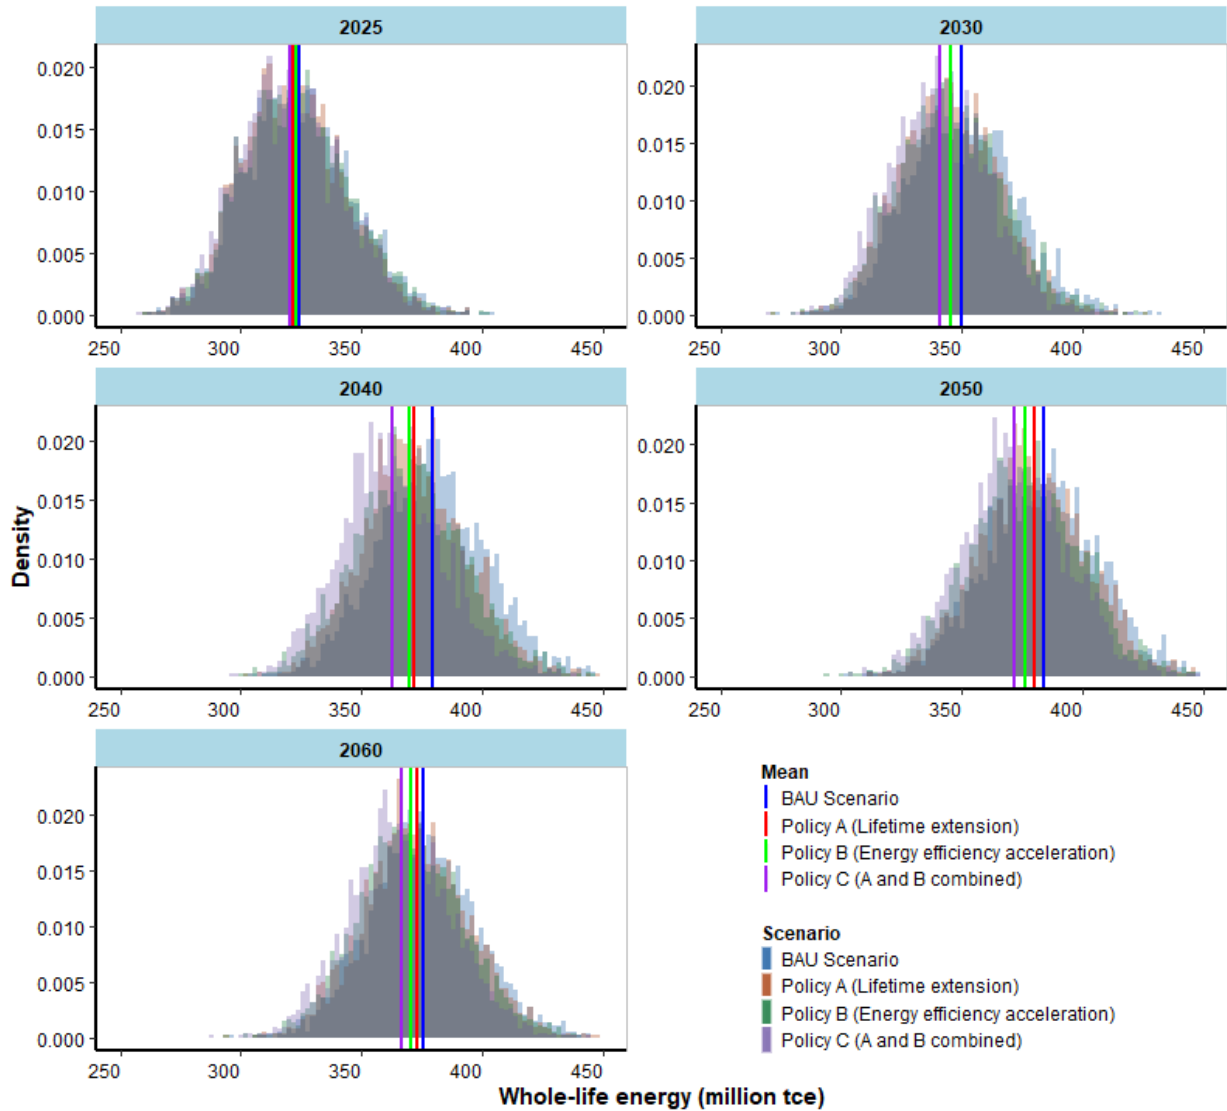 2025
2030
0.020
0.015
0.010
0.005
0.000
250 300 350 400 450
0.020
0.015
0.010
0.005
0.000
250 300 350 400 450
2040
2050
0.020
0.015
0.010
0.005
0.000
250 300 350 400 450
0.020
0.015
0.010
0.005
0.000
250 300 350 400 450
Density
2060
0.020
0.015
0.010
0.005
0.000
250 300 350 400 450
Mean
BAU Scenario
Policy A (Lifetime extension)
Policy B (Energy efficiency acceleration)
Policy C (A and B combined)
Scenario
BAU Scenario
Policy A (Lifetime extension)
Policy B (Energy efficiency acceleration)
Policy C (A and B combined)
Whole-life energy (million tce)